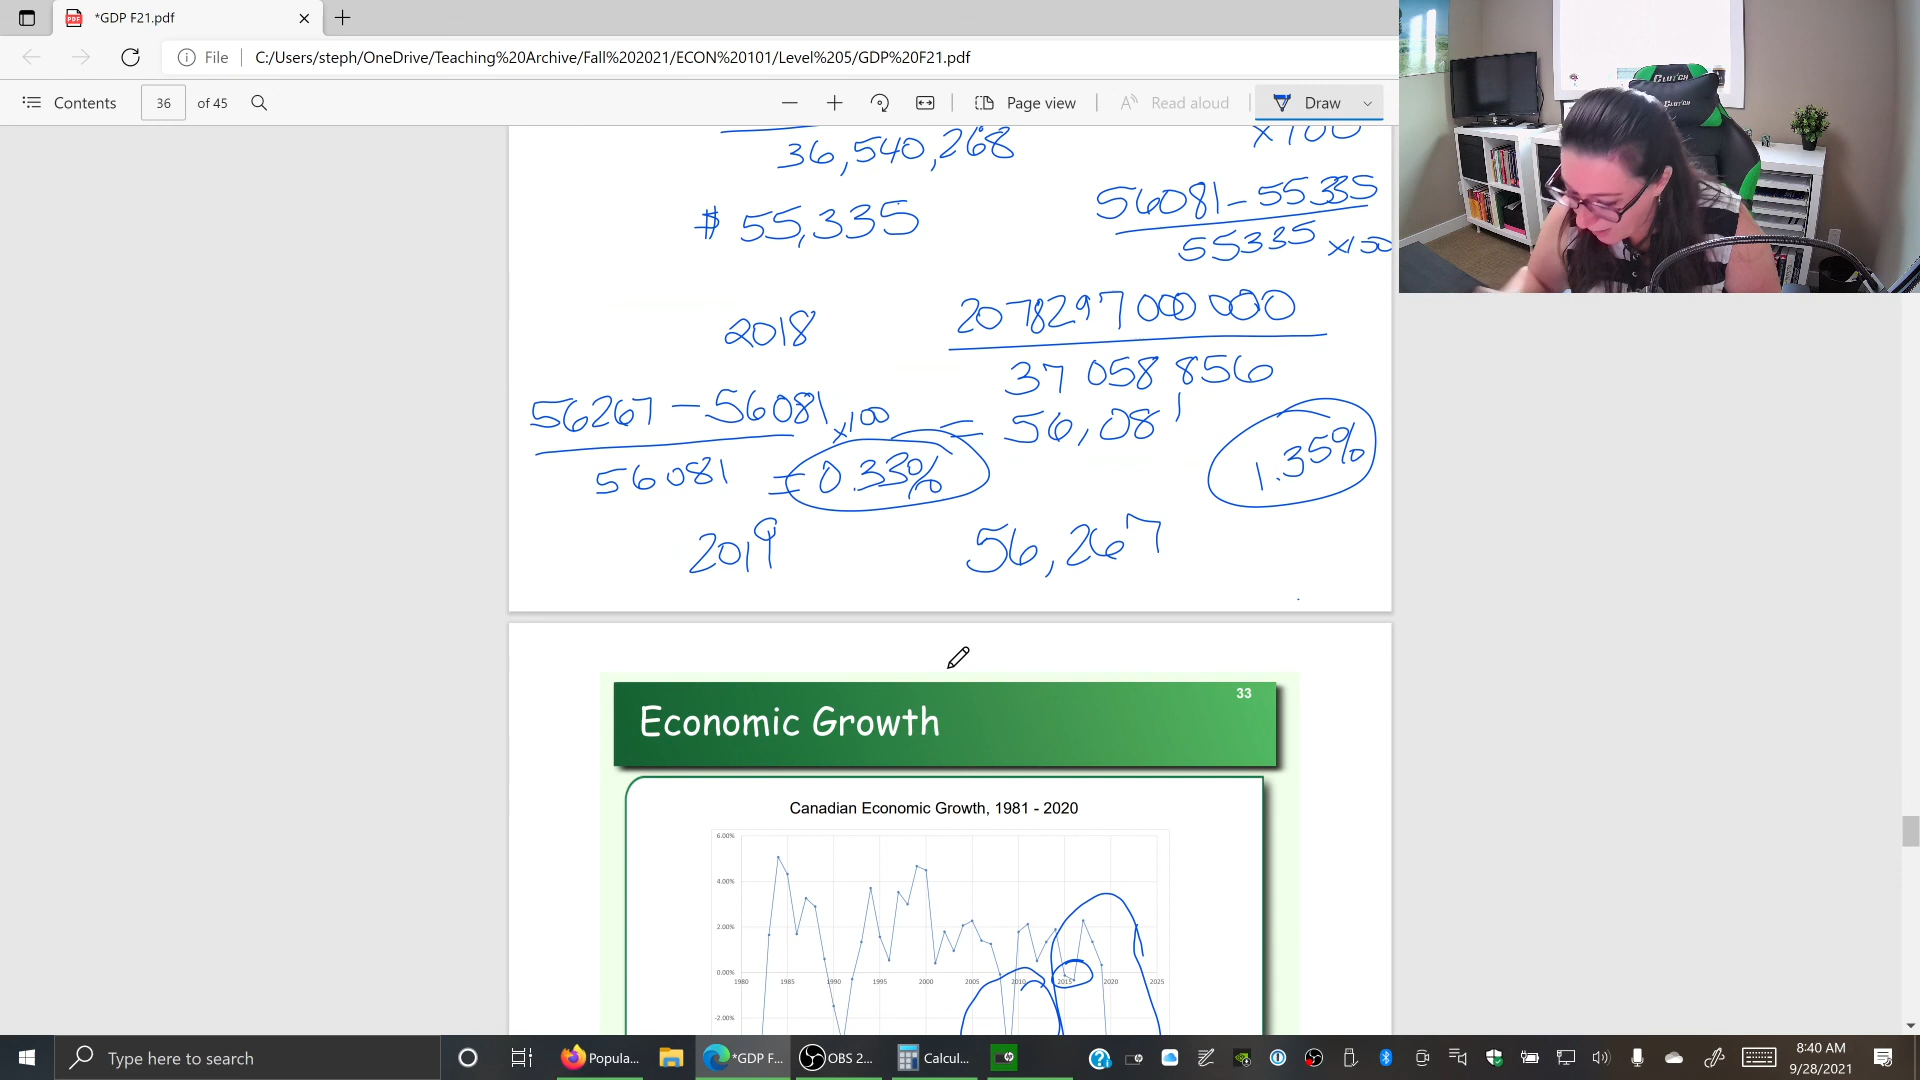 *GDP F21.pdf
File C:/Users/steph/OneDrive/Teaching%20Archive/Fall%202021/ECON%20101/Level%205/GDP%20F21.pdf
Contents 36 of 45 Page view Read aloud Draw
36,540,268
x100
$ 55,335
56081 - 55335
55335 x100
2018
2078297 000 000
37 058 856
56267 - 56081 x100
56081 = 0.33%
= 56,081
1.35%
2019
56,267
33
Economic Growth
Canadian Economic Growth, 1981 - 2020
6.00%
4.00%
2.00%
0.00%
1980 1985 1990 1995 2000 2005 2010 2015 2020 2025
-2.00%
CLUTCH
Type here to search
Popula...
*GDP F...
OBS 2...
Calcul...
8:40 AM
9/28/2021